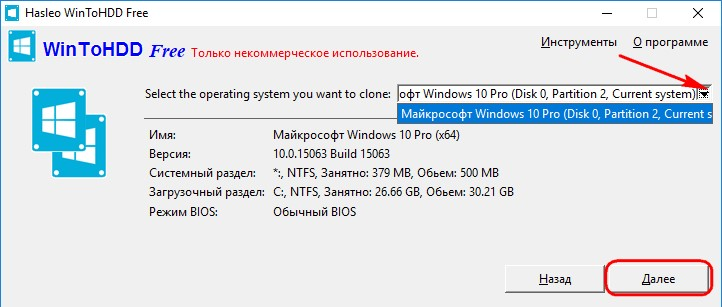 Hasleo WinToHDD Free
WinToHDD Free Только некоммерческое использование.
Инструменты О программе
Select the operating system you want to clone: офт Windows 10 Pro (Disk 0, Partition 2, Current system)
Майкрософт Windows 10 Pro (Disk 0, Partition 2, Current s
Имя: Майкрософт Windows 10 Pro (x64)
Версия: 10.0.15063 Build 15063
Системный раздел: *:, NTFS, Занятно: 379 MB, Обьем: 500 MB
Загрузочный раздел: C:, NTFS, Занятно: 26.66 GB, Обьем: 30.21 GB
Режим BIOS: Обычный BIOS
Назад Далее